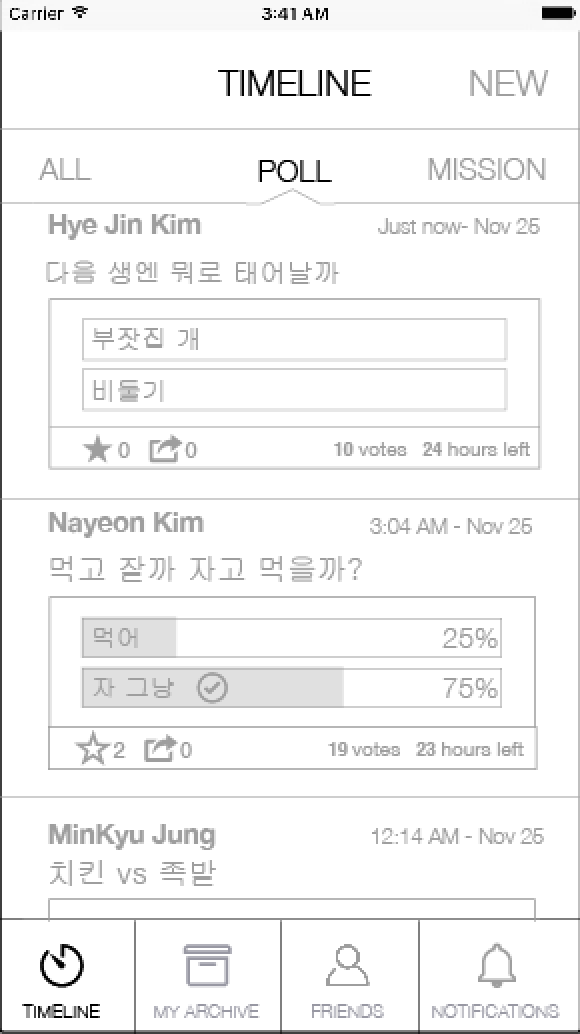 Carrier 3:41 AM
TIMELINE NEW
ALL POLL MISSION
Hye Jin Kim Just now- Nov 25
다음 생엔 뭐로 태어날까
부잣집 개
비둘기
0 0 10 votes 24 hours left
Nayeon Kim 3:04 AM - Nov 25
먹고 잘까 자고 먹을까?
먹어 25%
자 그냥 75%
2 0 19 votes 23 hours left
MinKyu Jung 12:14 AM - Nov 25
치킨 vs 족발
TIMELINE MY ARCHIVE FRIENDS NOTIFICATIONS